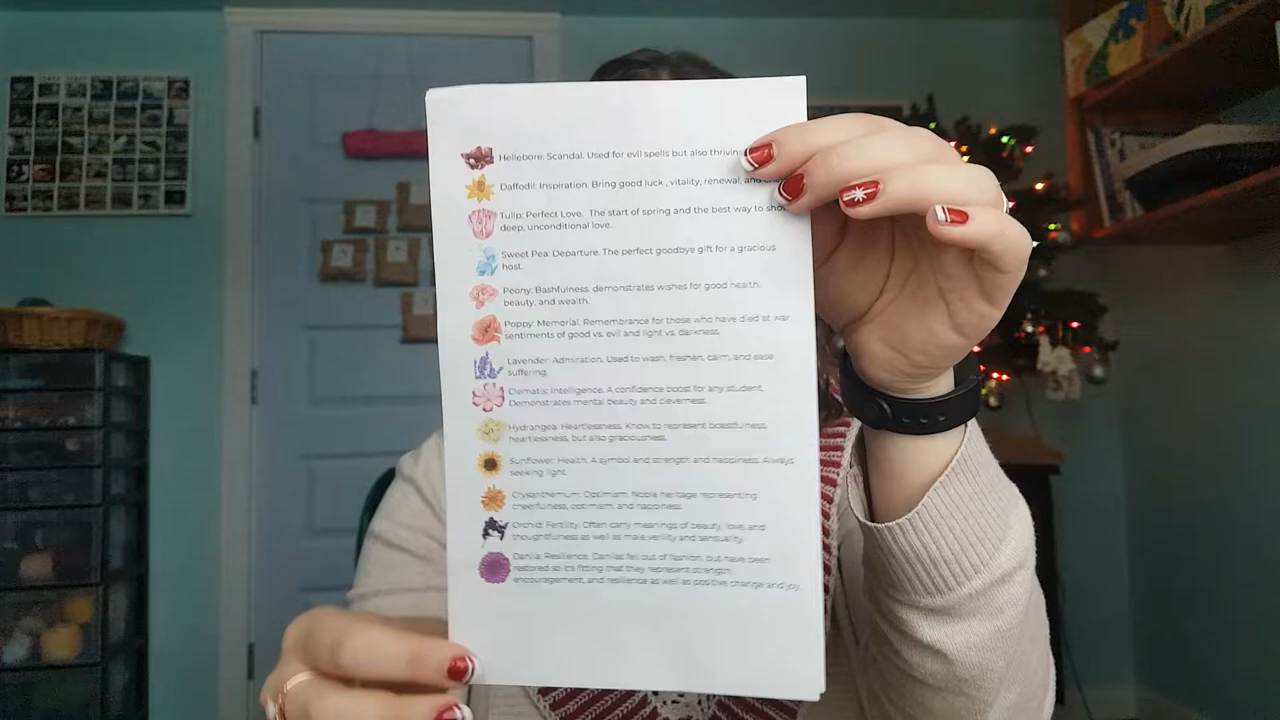 Hellebore: Scandal. Used for evil spells but also thriving
Daffodil: Inspiration. Bring good luck , vitality, renewal, and
Tulip: Perfect Love. The start of spring and the best way to show
deep, unconditional love.
Sweet Pea: Departure. The perfect goodbye gift for a gracious
host.
Peony: Bashfulness. demonstrates wishes for good health,
beauty, and wealth.
Poppy: Memorial. Remembrance for those who have died at war
sentiments of good vs. evil and light vs. darkness.
Lavender: Admiration. Used to wash, freshen, calm, and ease
suffering.
Clematis: Intelligence. A confidence boost for any student.
Demonstrates mental beauty and cleverness.
Hydrangea: Heartlessness. Know to represent boastfulness,
heartlessness, but also graciousness.
Sunflower: Health. A symbol and strength and happiness. Always
seeking light.
Crysanthemum: Optimism. Noble heritage representing
cheerfulness, optimism, and happiness.
Orchid: Fertility. Often carry meanings of beauty, love, and
thoughtfulness as well as male verility and sensuality.
Danlia: Resilience. Danlias fell out of fashion, but have been
restored so it's fitting that they represent strength,
encouragement, and resilience as well as positive change and joy.